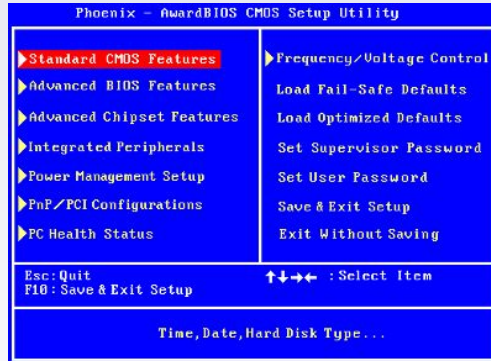 Phoenix - AwardBIOS CMOS Setup Utility
Standard CMOS Features
Advanced BIOS Features
Advanced Chipset Features
Integrated Peripherals
Power Management Setup
PnP/PCI Configurations
PC Health Status
Frequency/Voltage Control
Load Fail-Safe Defaults
Load Optimized Defaults
Set Supervisor Password
Set User Password
Save & Exit Setup
Exit Without Saving
Esc: Quit
F10: Save & Exit Setup
↑↓→← : Select Item
Time, Date, Hard Disk Type...